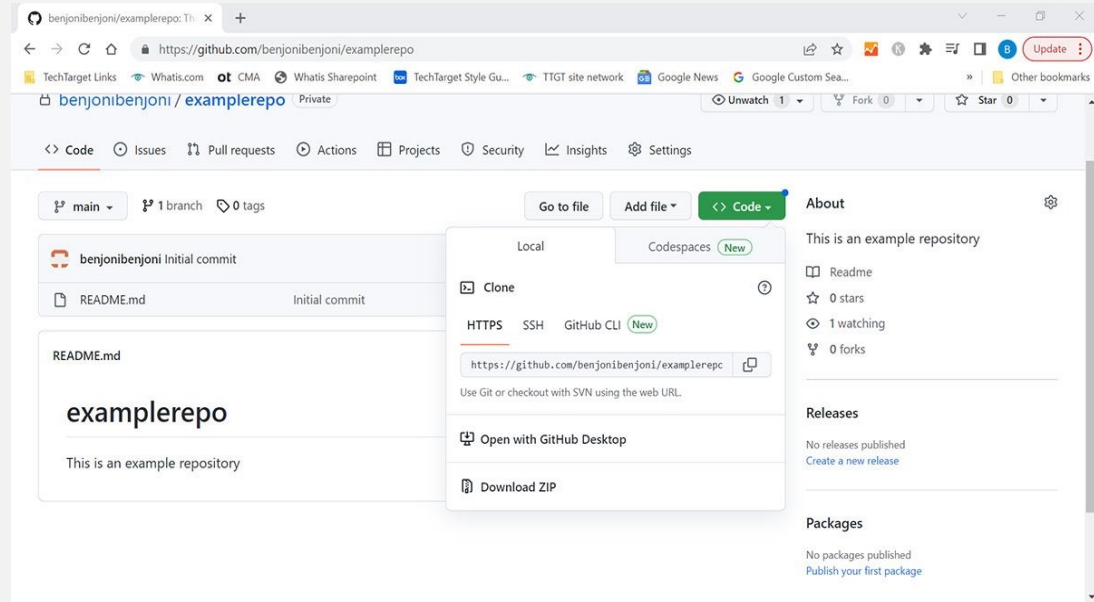 benjonibenjoni/examplerepo: Th
https://github.com/benjonibenjoni/examplerepo
B
Update
TechTarget Links Whatis.com ot CMA Whatis Sharepoint TechTarget Style Gu... TTGT site network Google News Google Custom Sea... » Other bookmarks
benjonibenjoni / examplerepo Private
Unwatch 1 Fork 0 Star 0
Code Issues Pull requests Actions Projects Security Insights Settings
main 1 branch 0 tags Go to file Add file Code
benjonibenjoni Initial commit
README.md Initial commit
README.md
examplerepo
This is an example repository
Local Codespaces New
Clone
HTTPS SSH GitHub CLI New
https://github.com/benjonibenjoni/examplerepc
Use Git or checkout with SVN using the web URL.
Open with GitHub Desktop
Download ZIP
About
This is an example repository
Readme
0 stars
1 watching
0 forks
Releases
No releases published
Create a new release
Packages
No packages published
Publish your first package